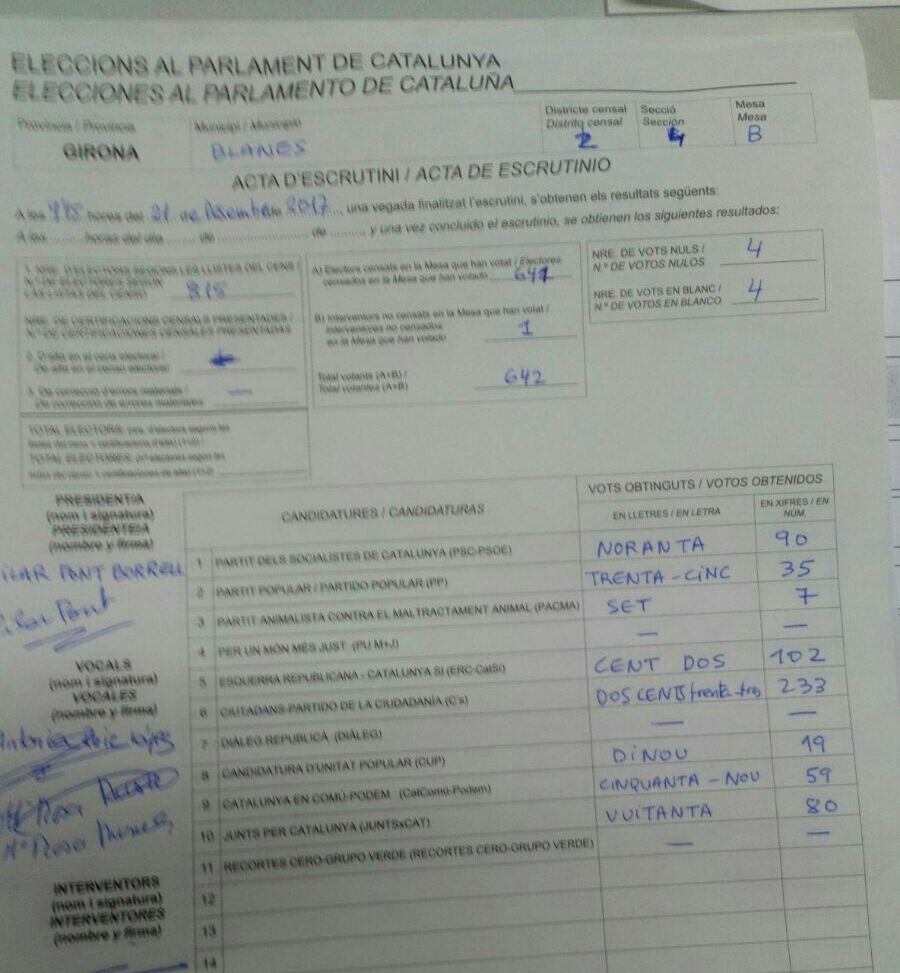 ELECCIONS AL PARLAMENT DE CATALUNYA
ELECCIONES AL PARLAMENTO DE CATALUÑA
Província / Provincia
GIRONA
Municipi / Municipio
BLANES
Districte censal
Distrito censal
2
Secció
Sección
4
Mesa
Mesa
B
ACTA D'ESCRUTINI / ACTA DE ESCRUTINIO
A les hores del 21 de Desembre de 2017, una vegada finalitzat l'escrutini, s'obtenen els resultats següents:
A las ........ horas del día ........ de ........ de ........, y una vez concluido el escrutinio, se obtienen los siguientes resultados:
1. NRE. D'ELECTORS SEGONS LES LLISTES DEL CENS /
N.º DE ELECTORES SEGÚN
LAS LISTAS DEL CENSO
815
NRE. DE CERTIFICACIONS CENSALS PRESENTADES /
N.º DE CERTIFICACIONES CENSALES PRESENTADAS
2. D'alta en el cens electoral /
De alta en el censo electoral
3. De correcció d'errors materials /
De corrección de errores materiales
—
TOTAL ELECTORS (nre. d'electors segons les
llistes del cens + certificacions d'alta) (1+2) /
TOTAL ELECTORES (n.º electores según las
listas del censo + certificaciones de alta) (1+2)
A) Electors censats en la Mesa que han votat / Electores
censados en la Mesa que han votado
641
B) Interventors no censats en la Mesa que han votat /
Interventores no censados
en la Mesa que han votado
1
Total votants (A+B) /
Total votantes (A+B)
642
NRE. DE VOTS NULS /
N.º DE VOTOS NULOS
4
NRE. DE VOTS EN BLANC /
N.º DE VOTOS EN BLANCO
4
PRESIDENT/A
(nom i signatura)
PRESIDENTE/A
(nombre y firma)
ILAR PONT BORRELL
Pilar Pont
VOCALS
(nom i signatura)
VOCALES
(nombre y firma)
Mª Rosa
INTERVENTORS
(nom i signatura)
INTERVENTORES
(nombre y firma)
CANDIDATURES / CANDIDATURAS
VOTS OBTINGUTS / VOTOS OBTENIDOS
EN LLETRES / EN LETRA
EN XIFRES / EN
NÚM.
1 PARTIT DELS SOCIALISTES DE CATALUNYA (PSC-PSOE) NORANTA 90
2 PARTIT POPULAR / PARTIDO POPULAR (PP) TRENTA-CINC 35
3 PARTIT ANIMALISTA CONTRA EL MALTRACTAMENT ANIMAL (PACMA) SET 7
4 PER UN MÓN MÉS JUST (PU M+J) — —
5 ESQUERRA REPUBLICANA - CATALUNYA SÍ (ERC-CatSí) CENT DOS 102
6 CIUTADANS-PARTIDO DE LA CIUDADANÍA (C's) DOS CENTS trenta-tres 233
7 DIÀLEG REPUBLICÀ (DIÀLEG) — —
8 CANDIDATURA D'UNITAT POPULAR (CUP) DINOU 19
9 CATALUNYA EN COMÚ-PODEM (CatComú-Podem) CINQUANTA - NOU 59
10 JUNTS PER CATALUNYA (JUNTSxCAT) VUITANTA 80
11 RECORTES CERO-GRUPO VERDE (RECORTES CERO-GRUPO VERDE) — —
12
13
14